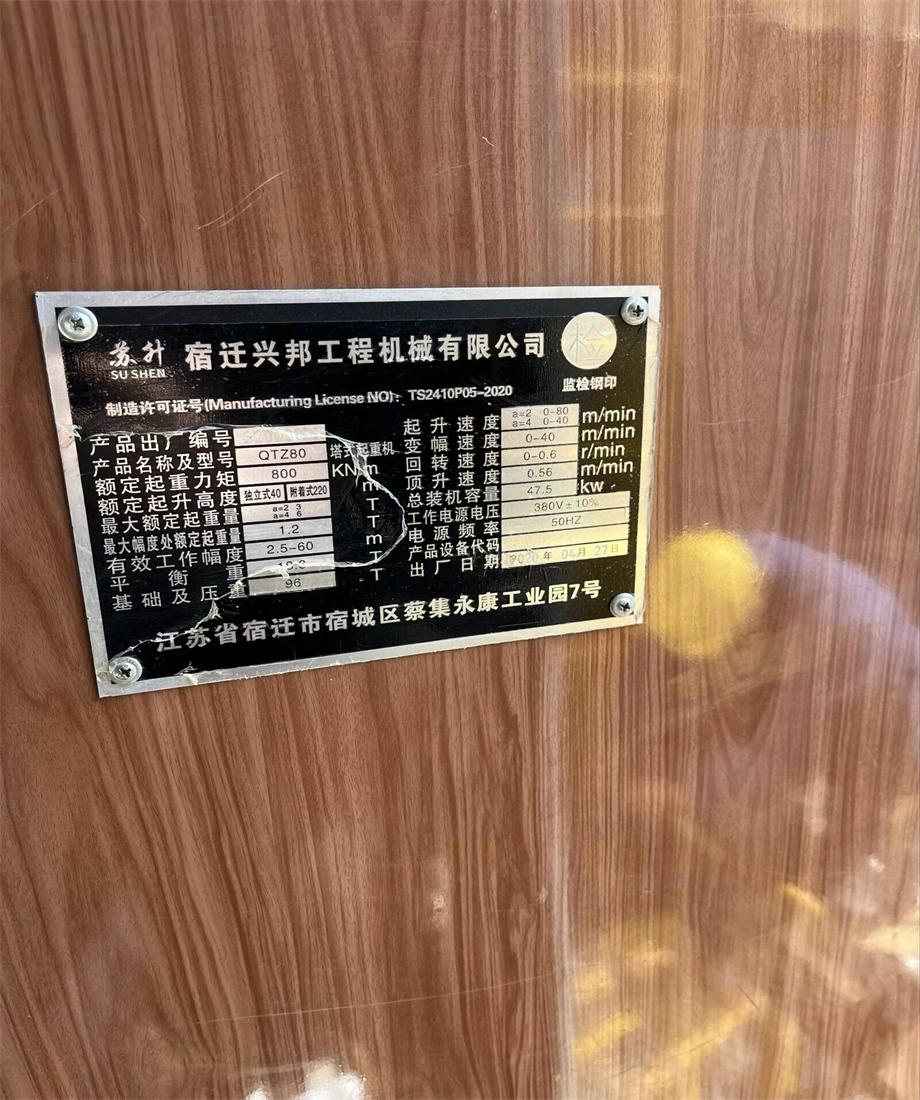 苏升 宿迁兴邦工程机械有限公司 检
SU SHEN 监检钢印
制造许可证号(Manufacturing License NO): TS2410P05-2020
产品出厂编号
产品名称及型号 QTZ80 塔式起重机
额定起重力矩 800 KN.m
额定起升高度 独立式40 附着式220 m
最大额定起重量 a=2 3 a=4 6 T
最大幅度处额定起重量 1.2 T
有效工作幅度 2.5-60 m
平衡重 T
基础及压重 96 T
起升速度 a=2 0-80 a=4 0-40 m/min
变幅速度 0-40 m/min
回转速度 0-0.6 r/min
顶升速度 0.56 m/min
总装机容量 47.5 kw
工作电源电压 380V±10%
电源频率 50HZ
产品设备代码
出厂日期 2020年04月27日
江苏省宿迁市宿城区蔡集永康工业园7号